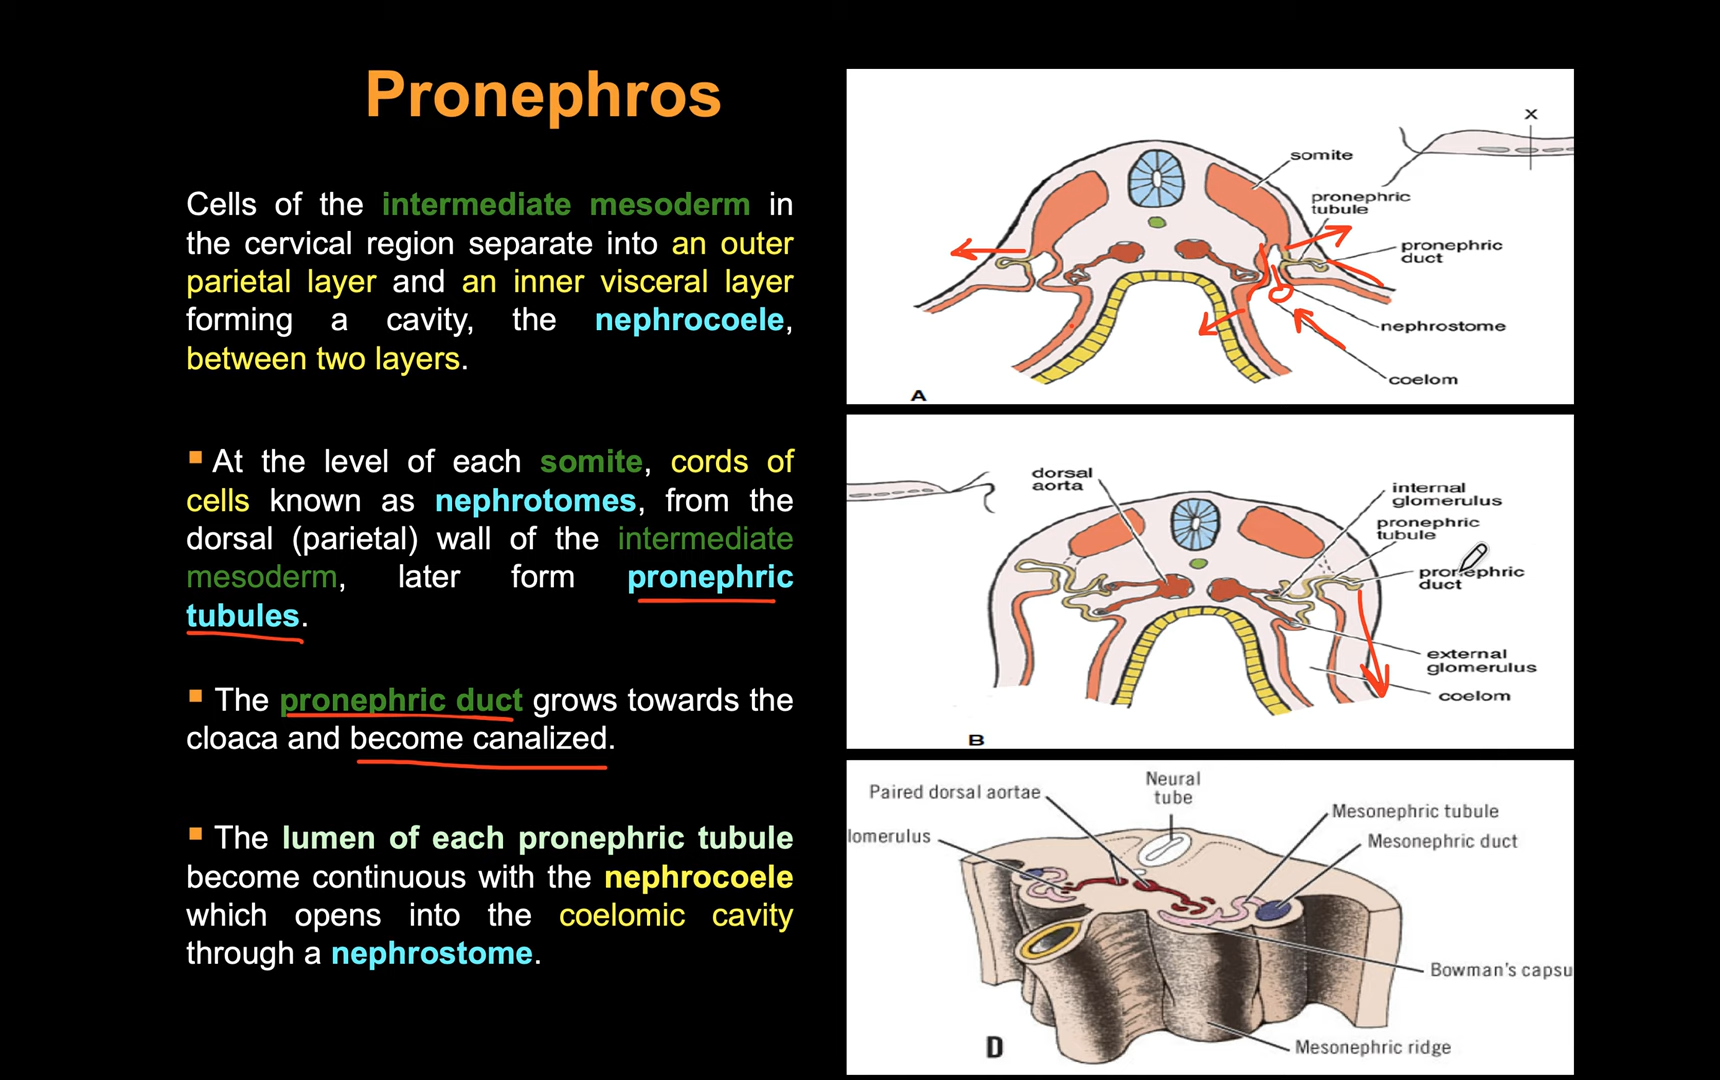 Pronephros
Cells of the intermediate mesoderm in
the cervical region separate into an outer
parietal layer and an inner visceral layer
forming a cavity, the nephrocoele,
between two layers.
At the level of each somite, cords of
cells known as nephrotomes, from the
dorsal (parietal) wall of the intermediate
mesoderm, later form pronephric
tubules.
The pronephric duct grows towards the
cloaca and become canalized.
The lumen of each pronephric tubule
become continuous with the nephrocoele
which opens into the coelomic cavity
through a nephrostome.
X
somite
pronephric
tubule
pronephric
duct
nephrostome
coelom
A
dorsal
aorta
internal
glomerulus
pronephric
tubule
pronephric
duct
external
glomerulus
coelom
B
Paired dorsal aortae
Neural
tube
Mesonephric tubule
lomerulus
Mesonephric duct
Bowman's capsu
Mesonephric ridge
D